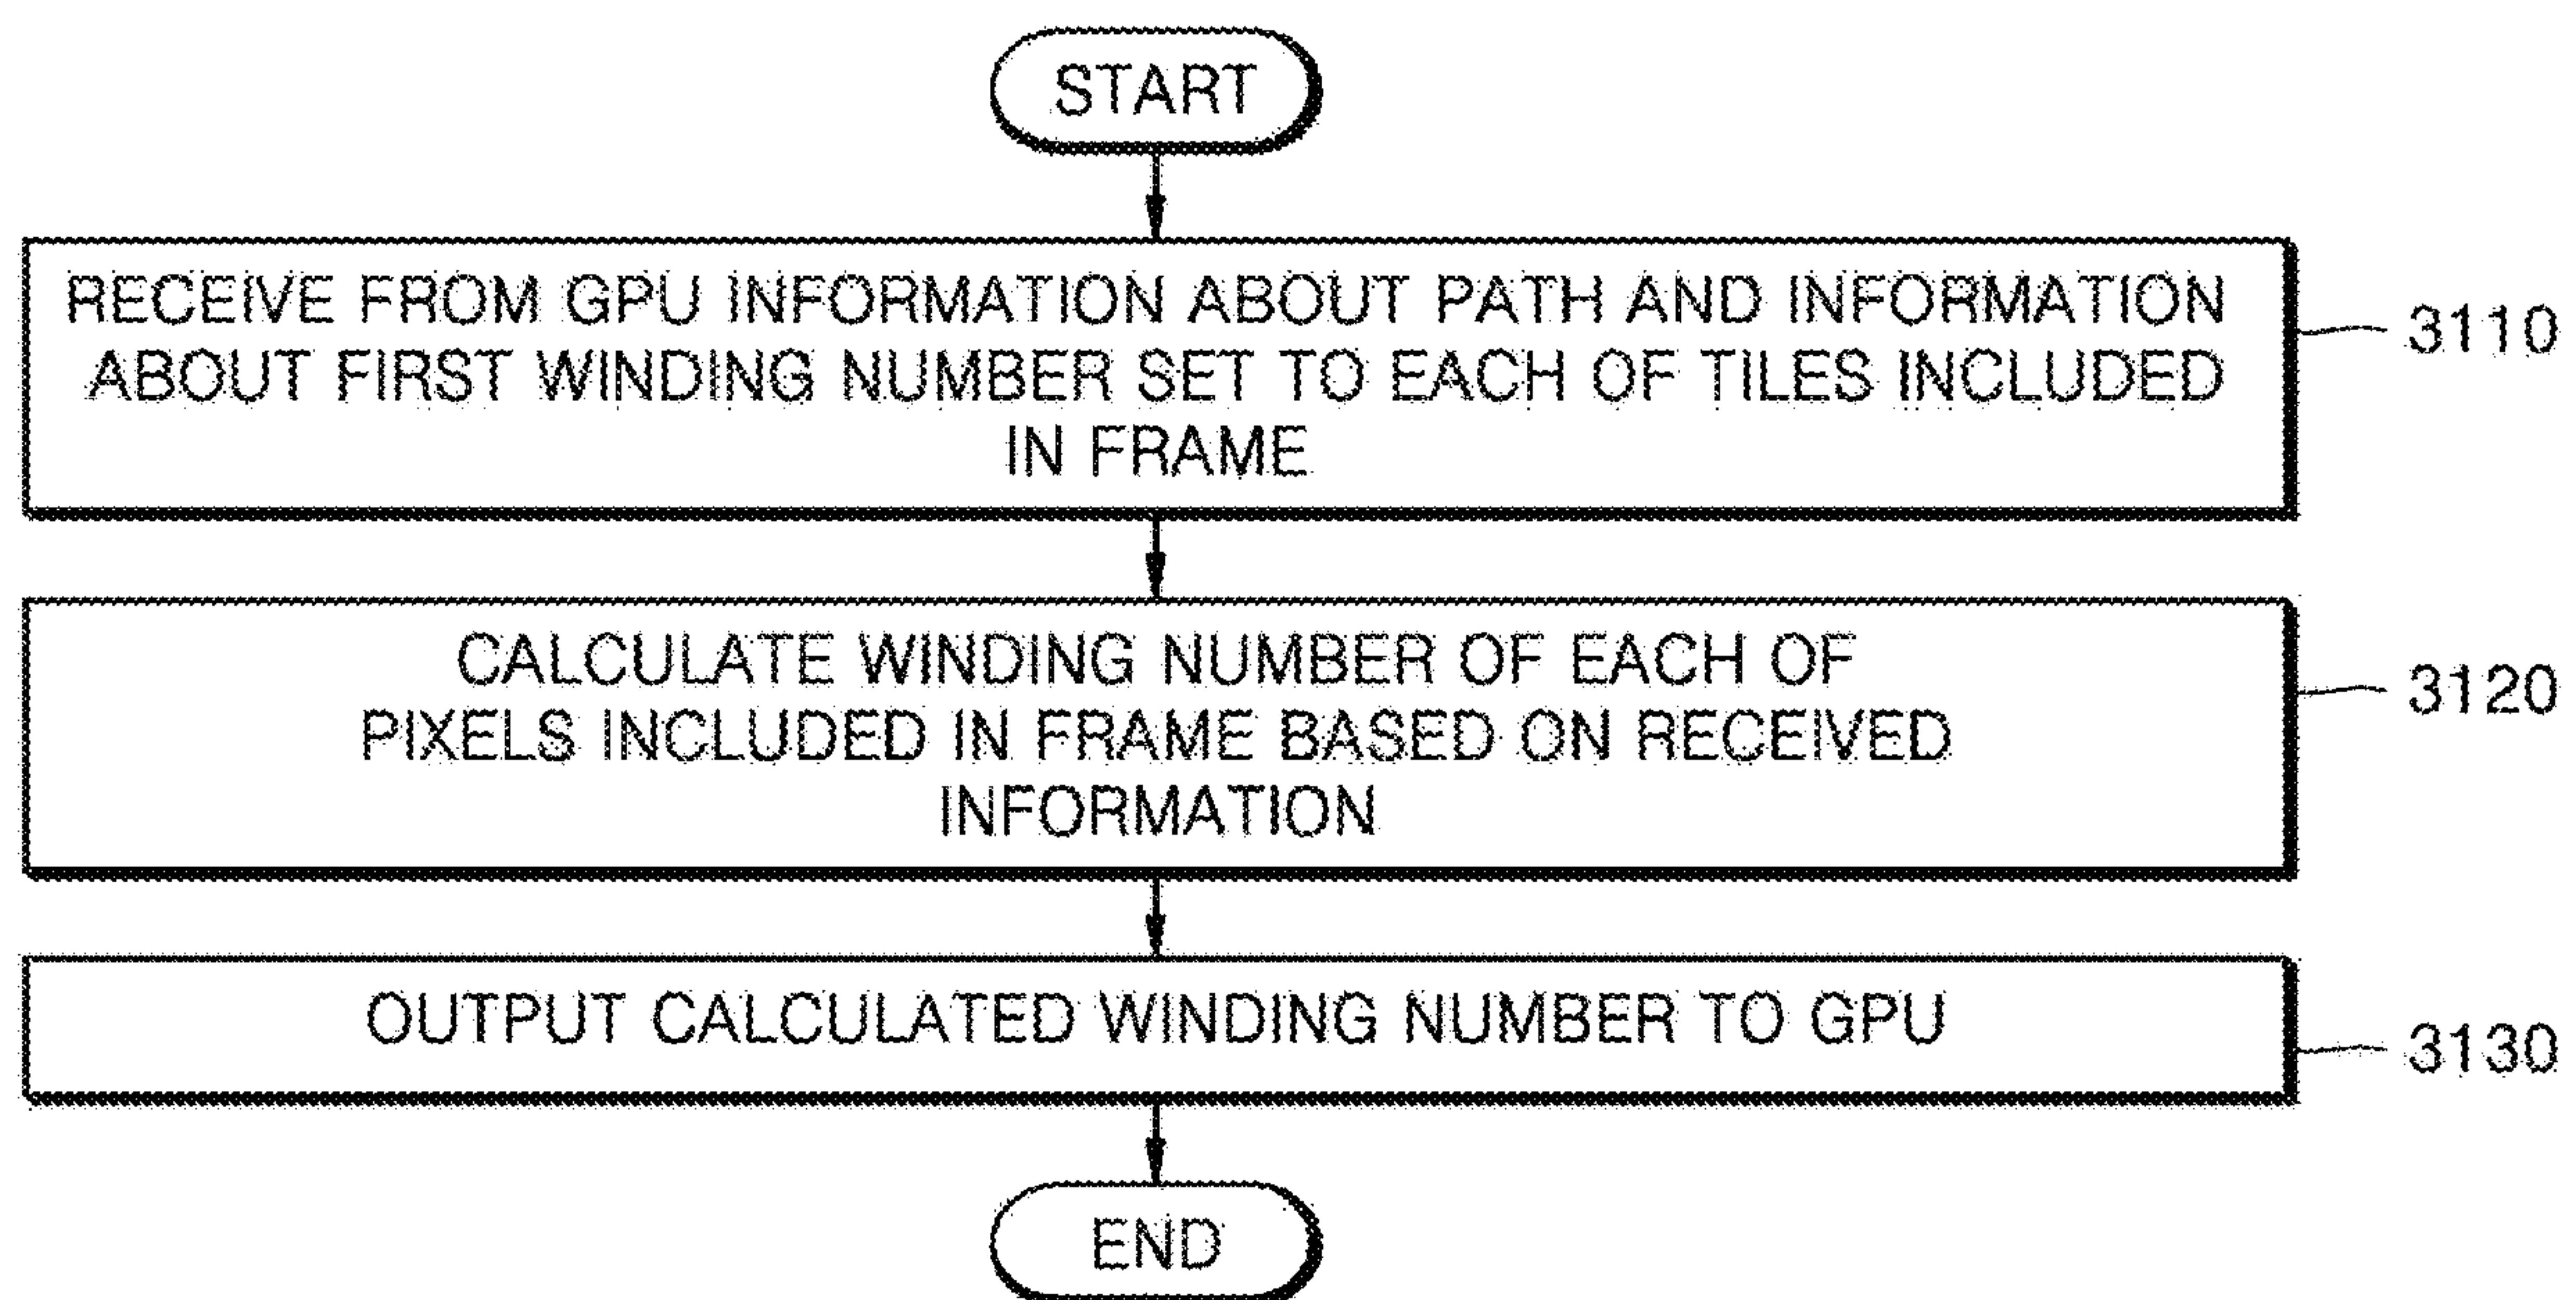 START
RECEIVE FROM GPU INFORMATION ABOUT PATH AND INFORMATION
ABOUT FIRST WINDING NUMBER SET TO EACH OF TILES INCLUDED
IN FRAME
3110
CALCULATE WINDING NUMBER OF EACH OF
PIXELS INCLUDED IN FRAME BASED ON RECEIVED
INFORMATION
3120
OUTPUT CALCULATED WINDING NUMBER TO GPU
3130
END